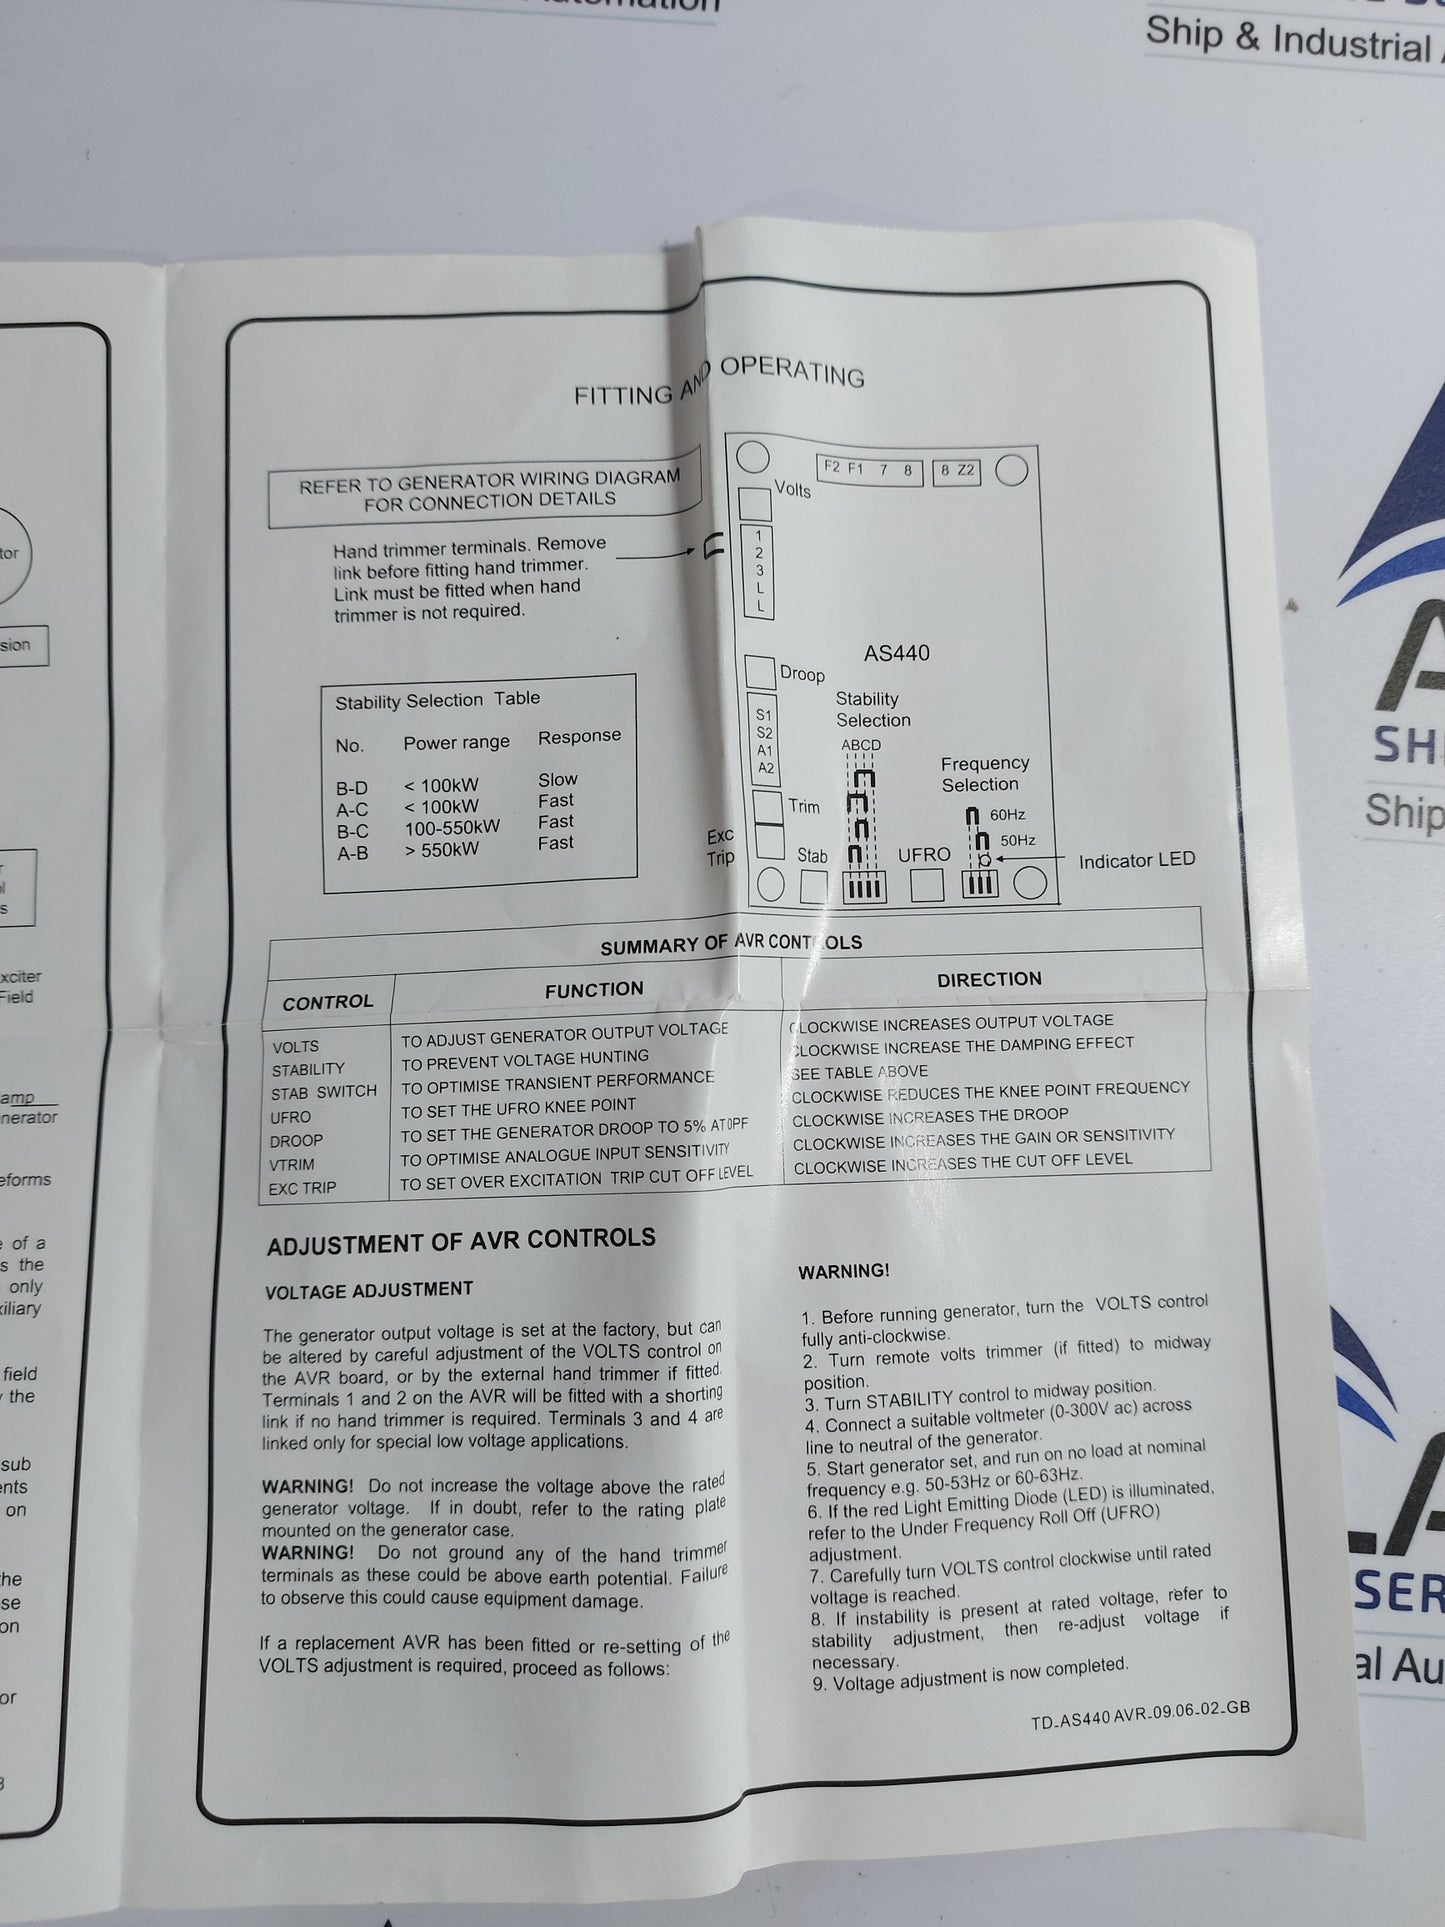 Ship & Industrial
FITTING AND OPERATING
REFER TO GENERATOR WIRING DIAGRAM
FOR CONNECTION DETAILS
Hand trimmer terminals. Remove
link before fitting hand trimmer.
Link must be fitted when hand
trimmer is not required.
Stability Selection Table
No. Power range Response
B-D < 100kW Slow
A-C < 100kW Fast
B-C 100-550kW Fast
A-B > 550kW Fast
F2 F1 7 8 8 Z2
Volts
1
2
3
L
L
AS440
Droop
Stability
Selection
ABCD
S1
S2
A1
A2
Frequency
Selection
Trim
60Hz
50Hz
Exc
Trip
Stab
UFRO
Indicator LED
SUMMARY OF AVR CONTROLS
CONTROL FUNCTION DIRECTION
VOLTS TO ADJUST GENERATOR OUTPUT VOLTAGE CLOCKWISE INCREASES OUTPUT VOLTAGE
STABILITY TO PREVENT VOLTAGE HUNTING CLOCKWISE INCREASE THE DAMPING EFFECT
STAB SWITCH TO OPTIMISE TRANSIENT PERFORMANCE SEE TABLE ABOVE
UFRO TO SET THE UFRO KNEE POINT CLOCKWISE REDUCES THE KNEE POINT FREQUENCY
DROOP TO SET THE GENERATOR DROOP TO 5% AT 0PF CLOCKWISE INCREASES THE DROOP
VTRIM TO OPTIMISE ANALOGUE INPUT SENSITIVITY CLOCKWISE INCREASES THE GAIN OR SENSITIVITY
EXC TRIP TO SET OVER EXCITATION TRIP CUT OFF LEVEL CLOCKWISE INCREASES THE CUT OFF LEVEL
ADJUSTMENT OF AVR CONTROLS
VOLTAGE ADJUSTMENT
The generator output voltage is set at the factory, but can
be altered by careful adjustment of the VOLTS control on
the AVR board, or by the external hand trimmer if fitted.
Terminals 1 and 2 on the AVR will be fitted with a shorting
link if no hand trimmer is required. Terminals 3 and 4 are
linked only for special low voltage applications.
WARNING! Do not increase the voltage above the rated
generator voltage. If in doubt, refer to the rating plate
mounted on the generator case.
WARNING! Do not ground any of the hand trimmer
terminals as these could be above earth potential. Failure
to observe this could cause equipment damage.
If a replacement AVR has been fitted or re-setting of the
VOLTS adjustment is required, proceed as follows:
WARNING!
1. Before running generator, turn the VOLTS control
fully anti-clockwise.
2. Turn remote volts trimmer (if fitted) to midway
position.
3. Turn STABILITY control to midway position.
4. Connect a suitable voltmeter (0-300V ac) across
line to neutral of the generator.
5. Start generator set, and run on no load at nominal
frequency e.g. 50-53Hz or 60-63Hz.
6. If the red Light Emitting Diode (LED) is illuminated,
refer to the Under Frequency Roll Off (UFRO)
adjustment.
7. Carefully turn VOLTS control clockwise until rated
voltage is reached.
8. If instability is present at rated voltage, refer to
stability adjustment, then re-adjust voltage if
necessary.
9. Voltage adjustment is now completed.
TD_AS440 AVR_09.06_02_GB